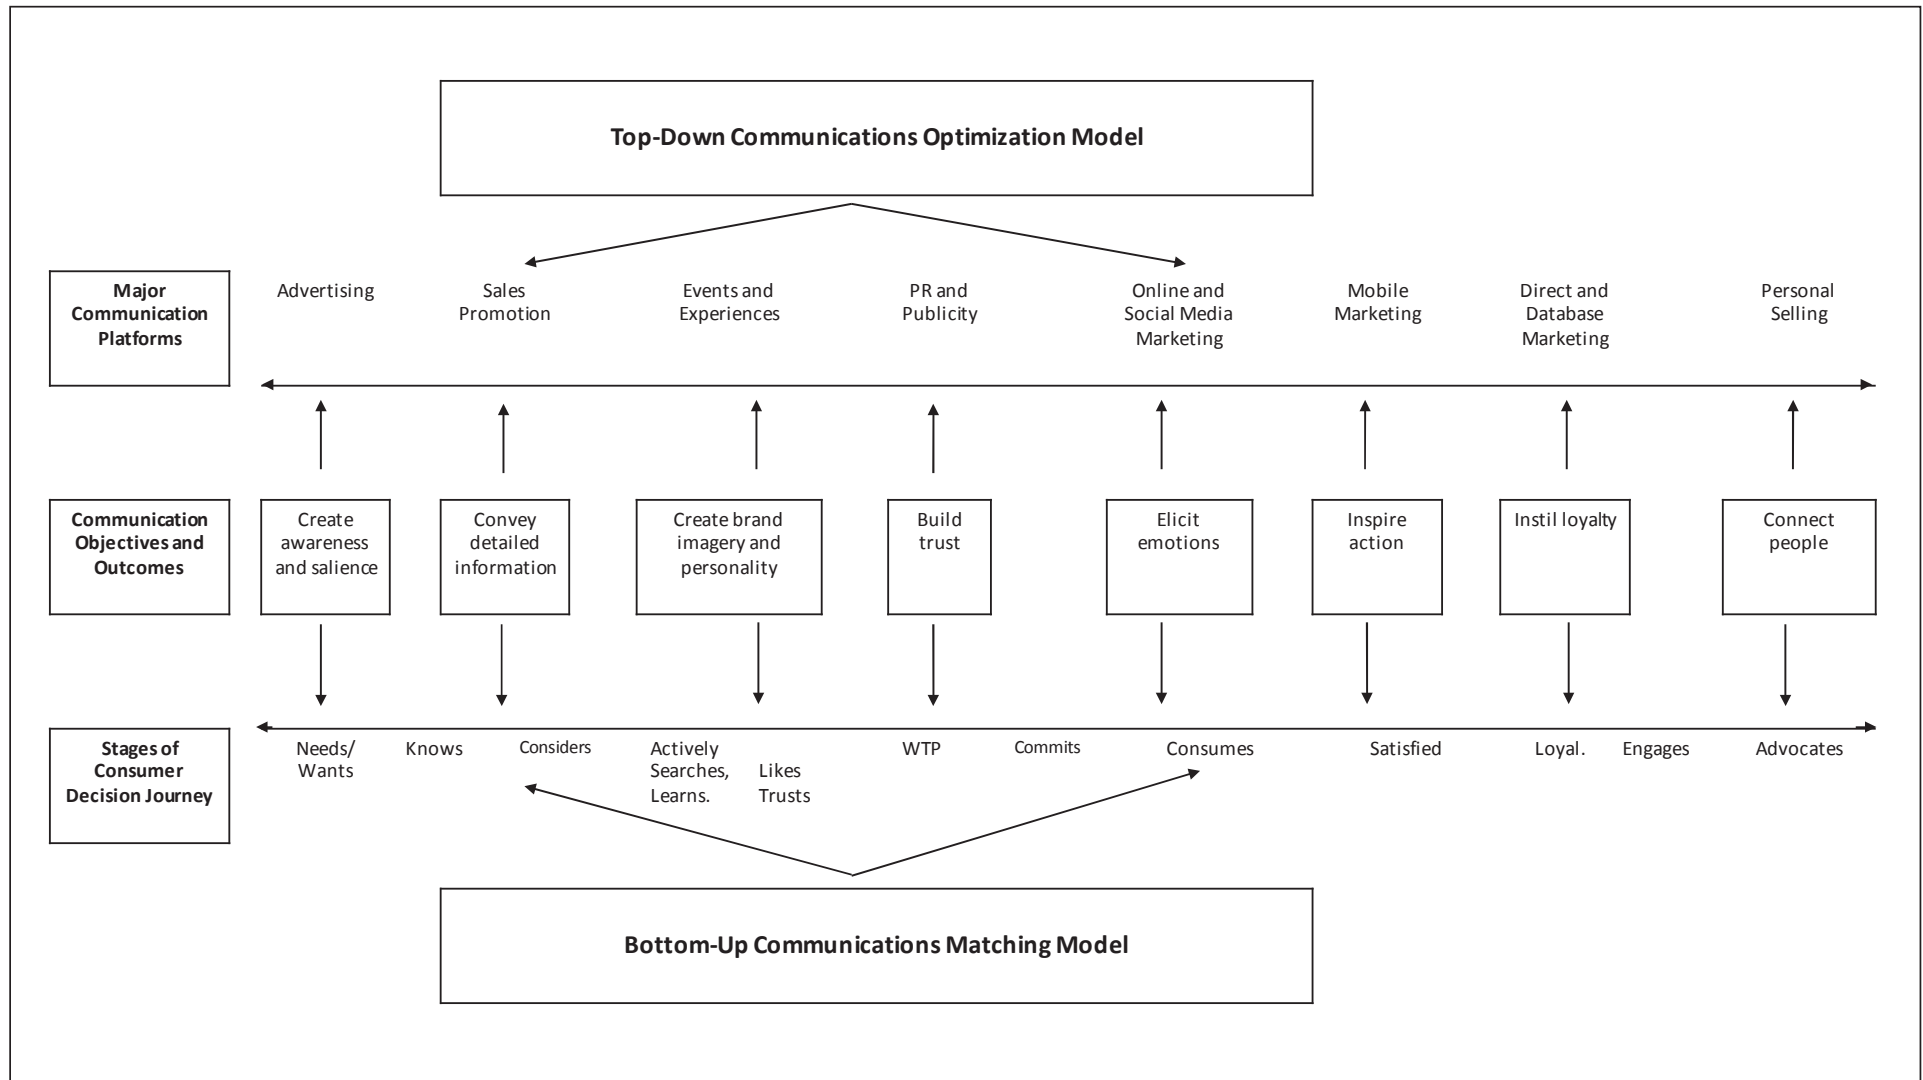 Top-Down Communications Optimization Model
Major
Communication
Platforms
Advertising
Sales
Promotion
Events and
Experiences
PR and
Publicity
Online and
Social Media
Marketing
Mobile
Marketing
Direct and
Database
Marketing
Personal
Selling
Communication
Objectives and
Outcomes
Create
awareness
and salience
Convey
detailed
information
Create brand
imagery and
personality
Build
trust
Elicit
emotions
Inspire
action
Instil loyalty
Connect
people
Stages of
Consumer
Decision Journey
Needs/
Wants
Knows
Considers
Actively
Searches,
Learns.
Likes
Trusts
WTP
Commits
Consumes
Satisfied
Loyal.
Engages
Advocates
Bottom-Up Communications Matching Model